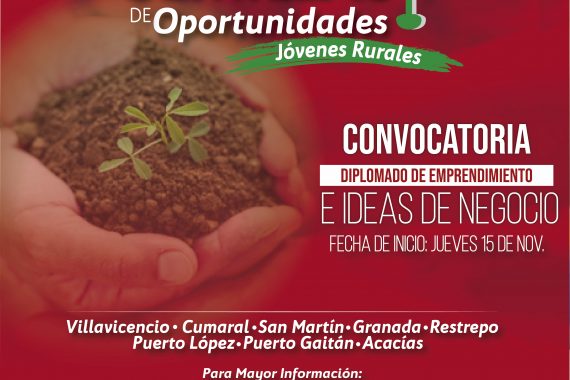 DE Oportunidades
Jóvenes Rurales
CONVOCATORIA
DIPLOMADO DE EMPRENDIMIENTO
E IDEAS DE NEGOCIO
FECHA DE INICIO: JUEVES 15 DE NOV.
Villavicencio • Cumaral • San Martín • Granada • Restrepo
Puerto López • Puerto Gaitán • Acacías
Para Mayor Información: